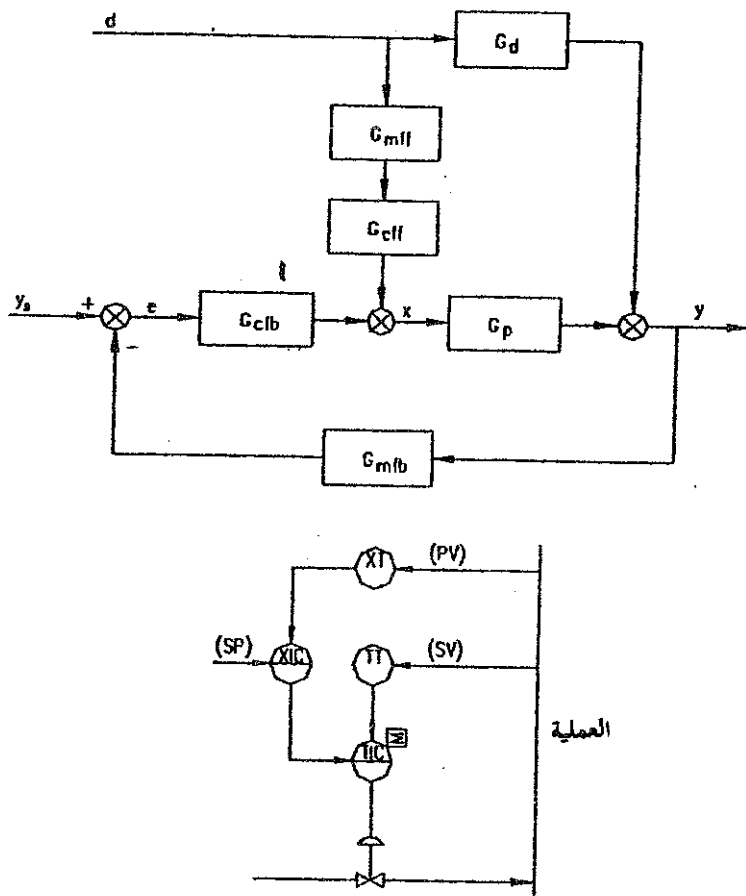 d
G_d
G_mff
G_cff
y_s
+
e
G_cfb
x
G_p
y
−
G_mfb
XT
(PV)
(SP)
XIC
TT
(SV)
M
TIC
العملية